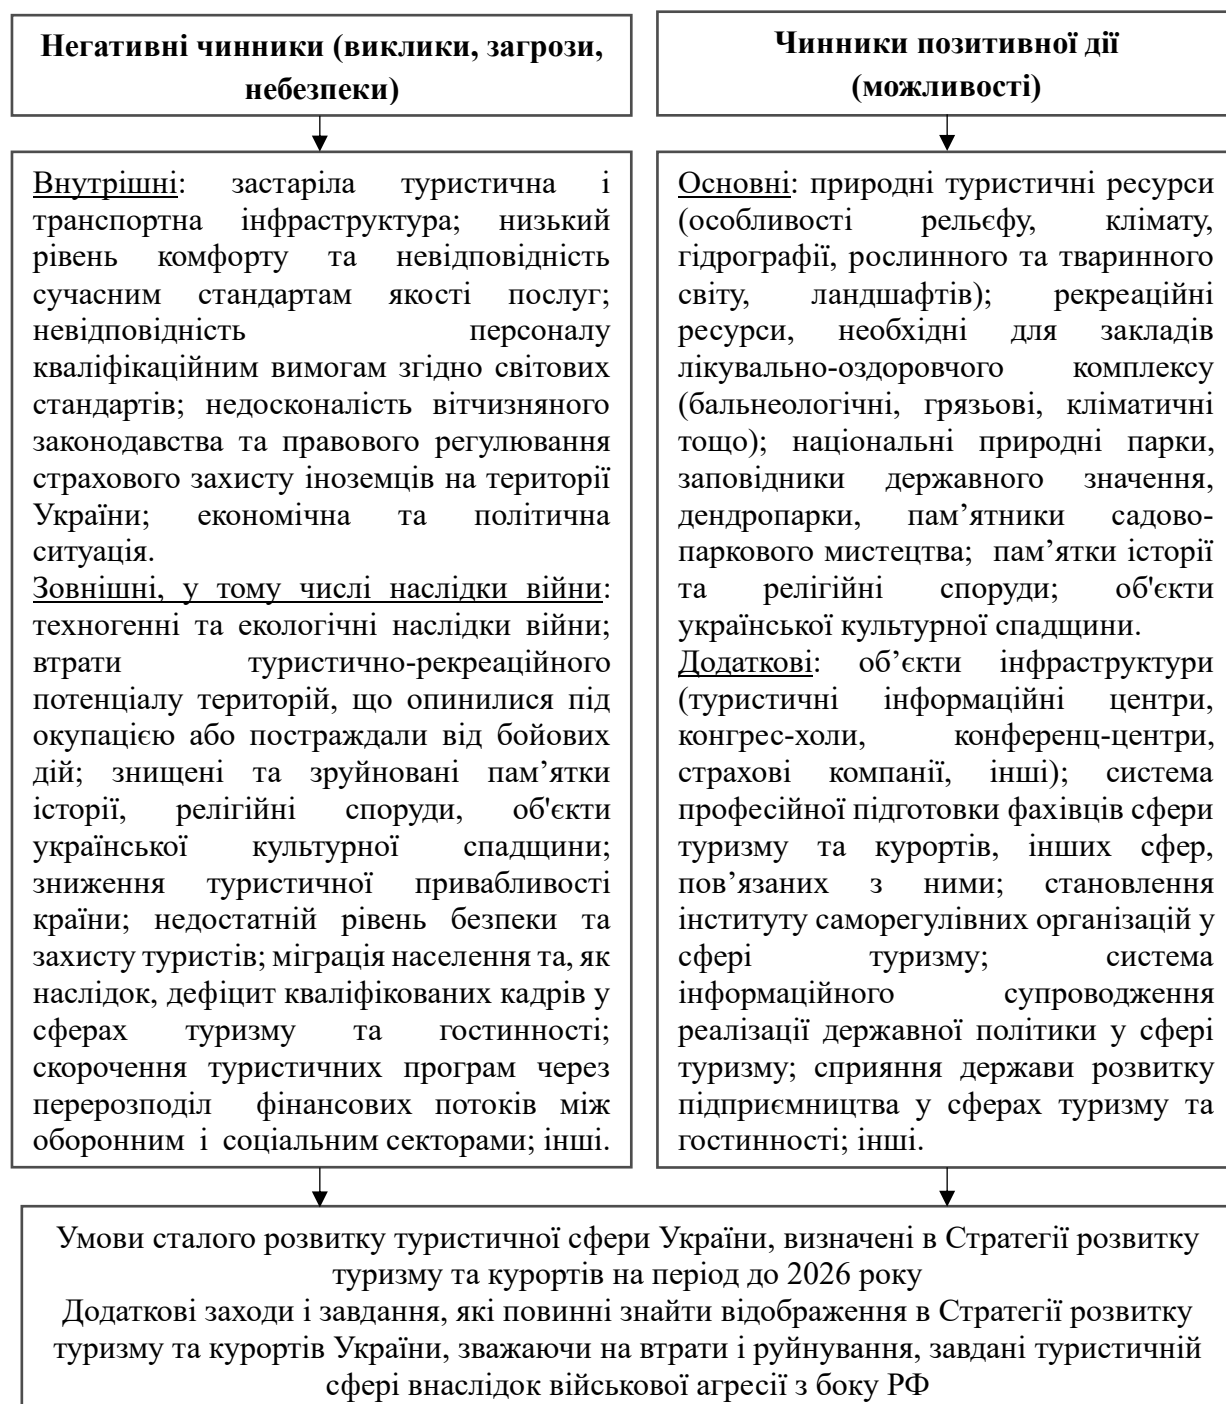 Негативні чинники (виклики, загрози,
небезпеки)
Чинники позитивної дії
(можливості)
Внутрішні: застаріла туристична і
транспортна інфраструктура; низький
рівень комфорту та невідповідність
сучасним стандартам якості послуг;
невідповідність персоналу
кваліфікаційним вимогам згідно світових
стандартів; недосконалість вітчизняного
законодавства та правового регулювання
страхового захисту іноземців на території
України; економічна та політична
ситуація.
Зовнішні, у тому числі наслідки війни:
техногенні та екологічні наслідки війни;
втрати туристично-рекреаційного
потенціалу територій, що опинилися під
окупацією або постраждали від бойових
дій; знищені та зруйновані пам’ятки
історії, релігійні споруди, об'єкти
української культурної спадщини;
зниження туристичної привабливості
країни; недостатній рівень безпеки та
захисту туристів; міграція населення та, як
наслідок, дефіцит кваліфікованих кадрів у
сферах туризму та гостинності;
скорочення туристичних програм через
перерозподіл фінансових потоків між
оборонним і соціальним секторами; інші.
Основні: природні туристичні ресурси
(особливості рельєфу, клімату,
гідрографії, рослинного та тваринного
світу, ландшафтів); рекреаційні
ресурси, необхідні для закладів
лікувально-оздоровчого комплексу
(бальнеологічні, грязьові, кліматичні
тощо); національні природні парки,
заповідники державного значення,
дендропарки, пам’ятники садово-
паркового мистецтва; пам’ятки історії
та релігійні споруди; об'єкти
української культурної спадщини.
Додаткові: об’єкти інфраструктури
(туристичні інформаційні центри,
конгрес-холи, конференц-центри,
страхові компанії, інші); система
професійної підготовки фахівців сфери
туризму та курортів, інших сфер,
пов’язаних з ними; становлення
інституту саморегулівних організацій у
сфері туризму; система
інформаційного супроводження
реалізації державної політики у сфері
туризму; сприяння держави розвитку
підприємництва у сферах туризму та
гостинності; інші.
Умови сталого розвитку туристичної сфери України, визначені в Стратегії розвитку
туризму та курортів на період до 2026 року
Додаткові заходи і завдання, які повинні знайти відображення в Стратегії розвитку
туризму та курортів України, зважаючи на втрати і руйнування, завдані туристичній
сфері внаслідок військової агресії з боку РФ